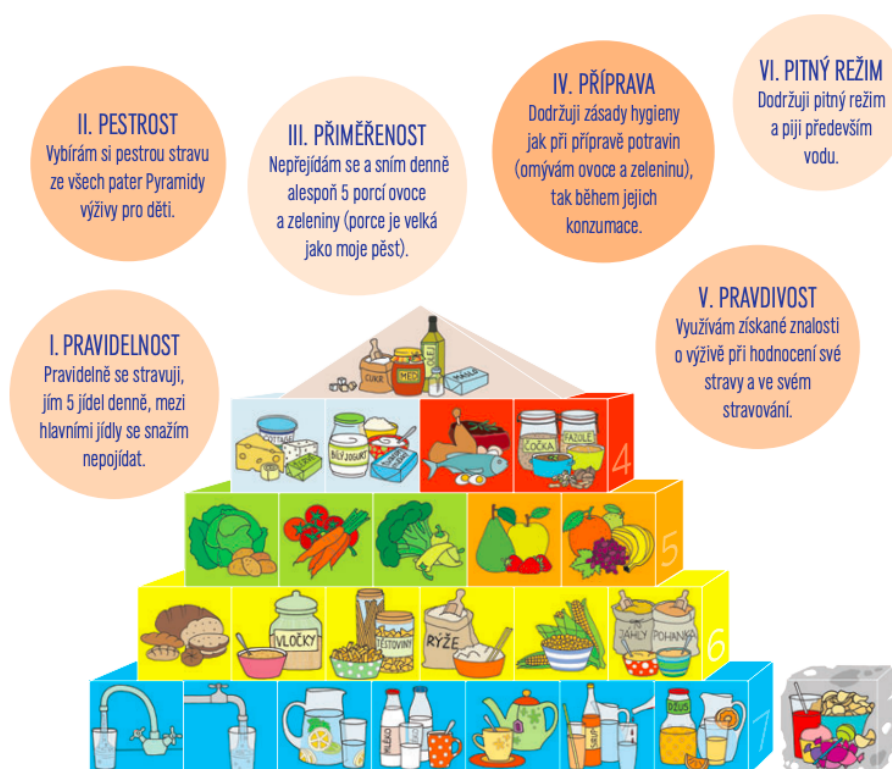 II. PESTROST
Vybírám si pestrou stravu
ze všech pater Pyramidy
výživy pro děti.
III. PŘIMĚŘENOST
Nepřejídám se a sním denně
alespoň 5 porcí ovoce
a zeleniny (porce je velká
jako moje pěst).
IV. PŘÍPRAVA
Dodržuji zásady hygieny
jak při přípravě potravin
(omývám ovoce a zeleninu),
tak během jejich
konzumace.
VI. PITNÝ REŽIM
Dodržuji pitný režim
a piji především
vodu.
I. PRAVIDELNOST
Pravidelně se stravuji,
jím 5 jídel denně, mezi
hlavními jídly se snažím
nepojídat.
V. PRAVDIVOST
Využívám získané znalosti
o výživě při hodnocení své
stravy a ve svém
stravování.
CUKR
MED
OLEJ
MÁSLO
COTTAGE
BÍLÝ JOGURT
ČOČKA
FAZOLE
4
5
VLOČKY
TĚSTOVINY
RÝŽE
JÁHLY
POHANKA
6
MLÉKO
SIRUP
DŽUS
7